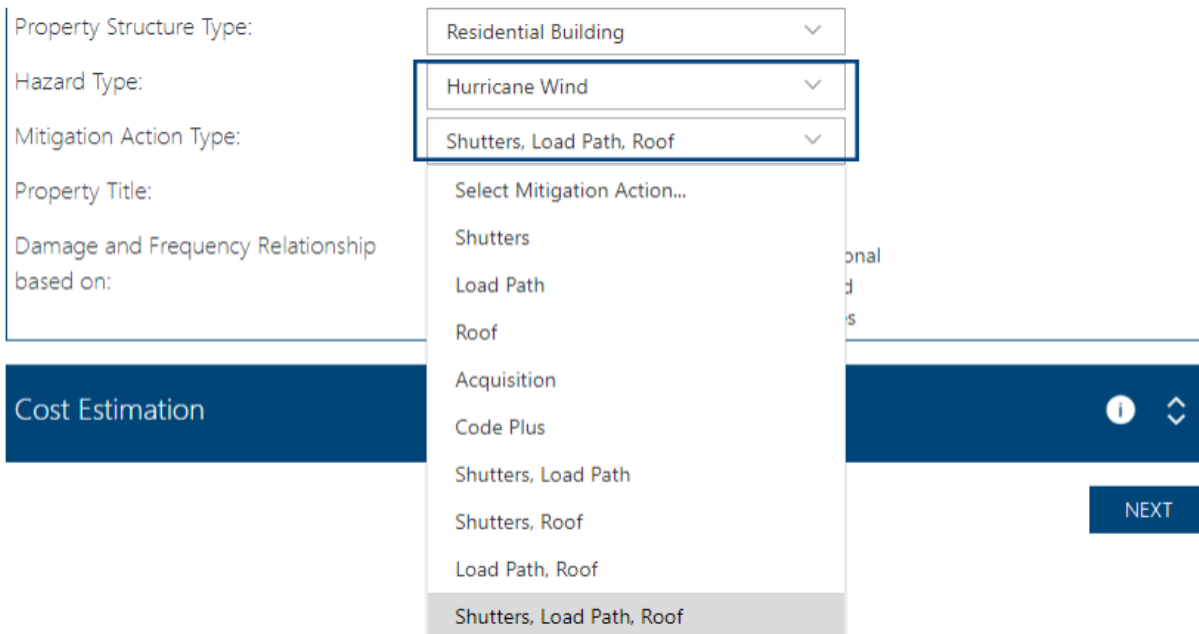 Property Structure Type:
Residential Building
Hazard Type:
Hurricane Wind
Mitigation Action Type:
Shutters, Load Path, Roof
Property Title:
Select Mitigation Action...
Shutters
Damage and Frequency Relationship
based on:
Load Path
Roof
Acquisition
Cost Estimation
Code Plus
Shutters, Load Path
Shutters, Roof
NEXT
Load Path, Roof
Shutters, Load Path, Roof